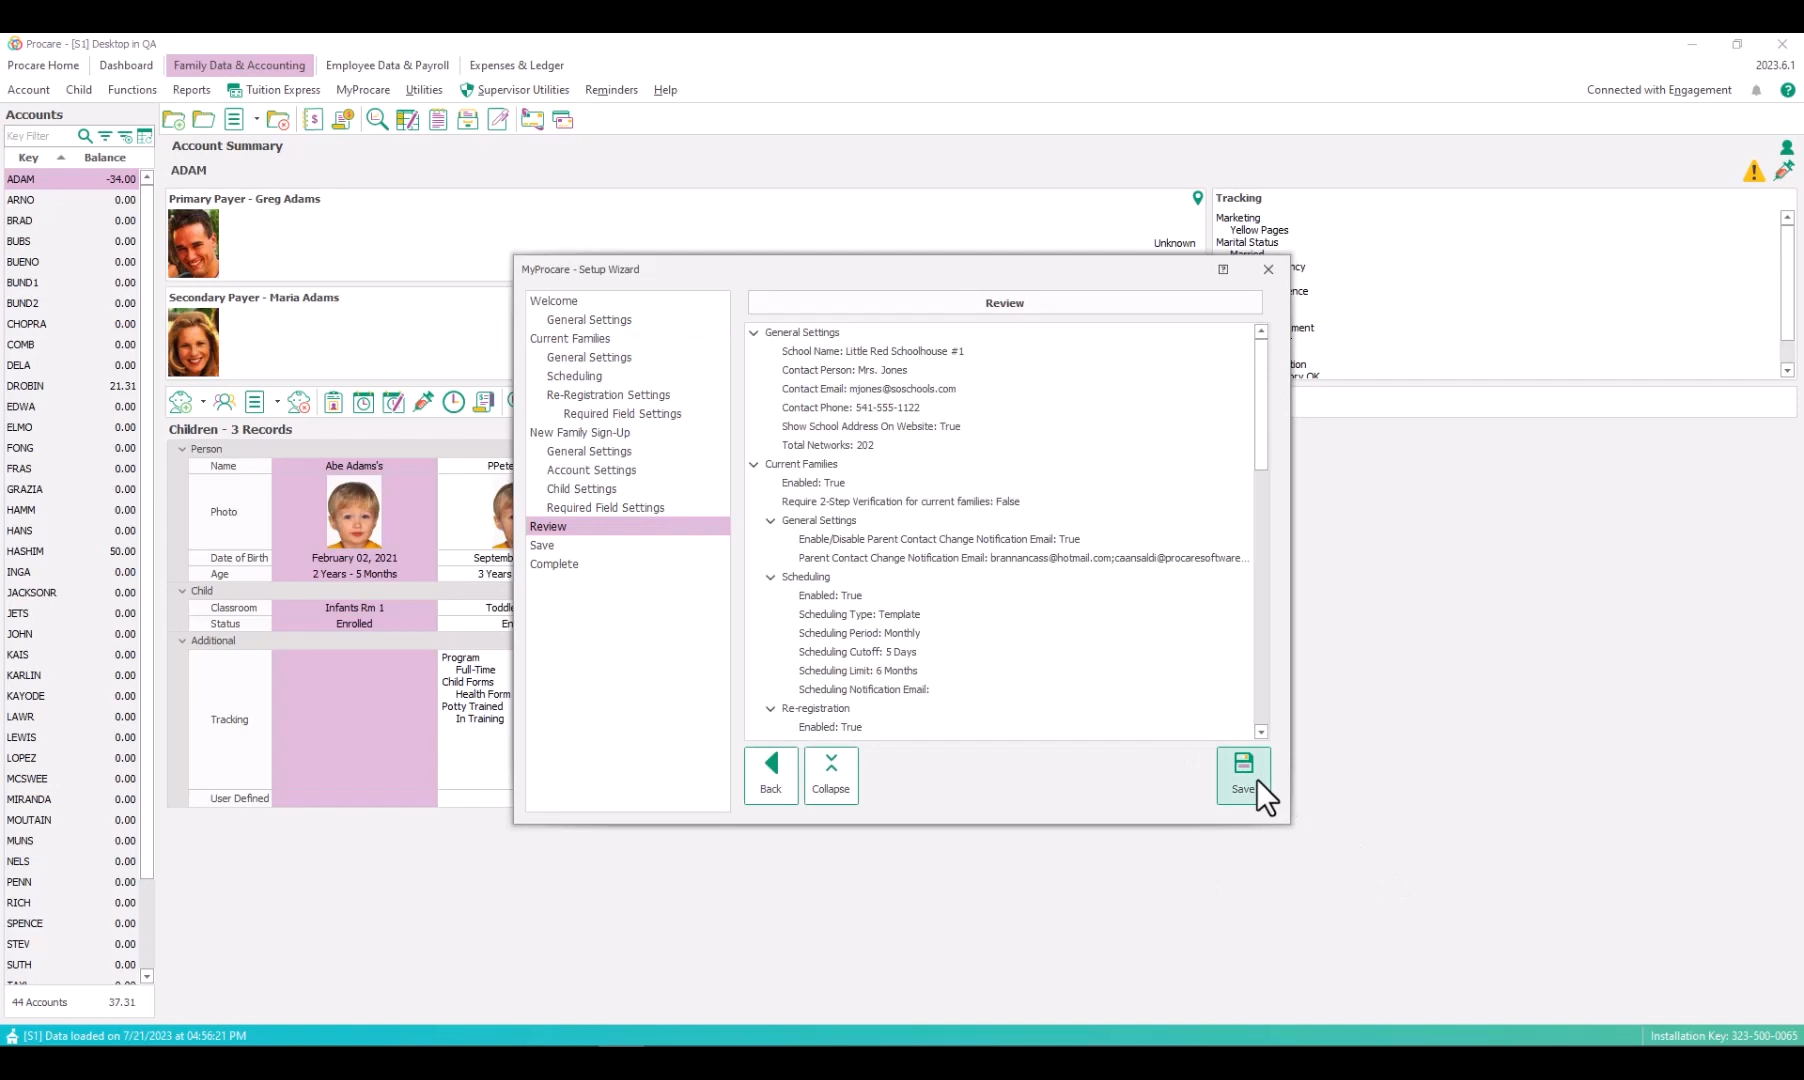 Procare - [S1] Desktop in QA
Procare Home
Dashboard
Family Data & Accounting
Employee Data & Payroll
Expenses & Ledger
2023.6.1
Account
Child
Functions
Reports
Tuition Express
MyProcare
Utilities
Supervisor Utilities
Reminders
Help
Connected with Engagement
Accounts
Key Filter
Key
Balance
ADAM -34.00
ARNO 0.00
BRAD 0.00
BUBS 0.00
BUENO 0.00
BUND1 0.00
BUND2 0.00
CHOPRA 0.00
COMB 0.00
DELA 0.00
DROBIN 21.31
EDWA 0.00
ELMO 0.00
FONG 0.00
FRAS 0.00
GRAZIA 0.00
HAMM 0.00
HANS 0.00
HASHIM 50.00
INGA 0.00
JACKSONR 0.00
JETS 0.00
JOHN 0.00
KAIS 0.00
KARLIN 0.00
KAYODE 0.00
LAWR 0.00
LEWIS 0.00
LOPEZ 0.00
MCSWEE 0.00
MIRANDA 0.00
MOUTAIN 0.00
MUNS 0.00
NELS 0.00
PENN 0.00
RICH 0.00
SPENCE 0.00
STEV 0.00
SUTH 0.00
44 Accounts 37.31
Account Summary
ADAM
Primary Payer - Greg Adams
Unknown
Secondary Payer - Maria Adams
Tracking
Marketing
Yellow Pages
Marital Status
Children - 3 Records
Person
Name
Abe Adams's
PPete
Photo
Date of Birth
February 02, 2021
Septemb
Age
2 Years - 5 Months
3 Years
Child
Classroom
Infants Rm 1
Toddle
Status
Enrolled
En
Additional
Tracking
Program
Full-Time
Child Forms
Health Form
Potty Trained
In Training
User Defined
MyProcare - Setup Wizard
Welcome
General Settings
Current Families
General Settings
Scheduling
Re-Registration Settings
Required Field Settings
New Family Sign-Up
General Settings
Account Settings
Child Settings
Required Field Settings
Review
Save
Complete
Review
General Settings
School Name: Little Red Schoolhouse #1
Contact Person: Mrs. Jones
Contact Email: mjones@soschools.com
Contact Phone: 541-555-1122
Show School Address On Website: True
Total Networks: 202
Current Families
Enabled: True
Require 2-Step Verification for current families: False
General Settings
Enable/Disable Parent Contact Change Notification Email: True
Parent Contact Change Notification Email: brannancass@hotmail.com;caansaldi@procaresoftware...
Scheduling
Enabled: True
Scheduling Type: Template
Scheduling Period: Monthly
Scheduling Cutoff: 5 Days
Scheduling Limit: 6 Months
Scheduling Notification Email:
Re-registration
Enabled: True
Back
Collapse
Save
[S1] Data loaded on 7/21/2023 at 04:56:21 PM
Installation Key: 323-500-0065